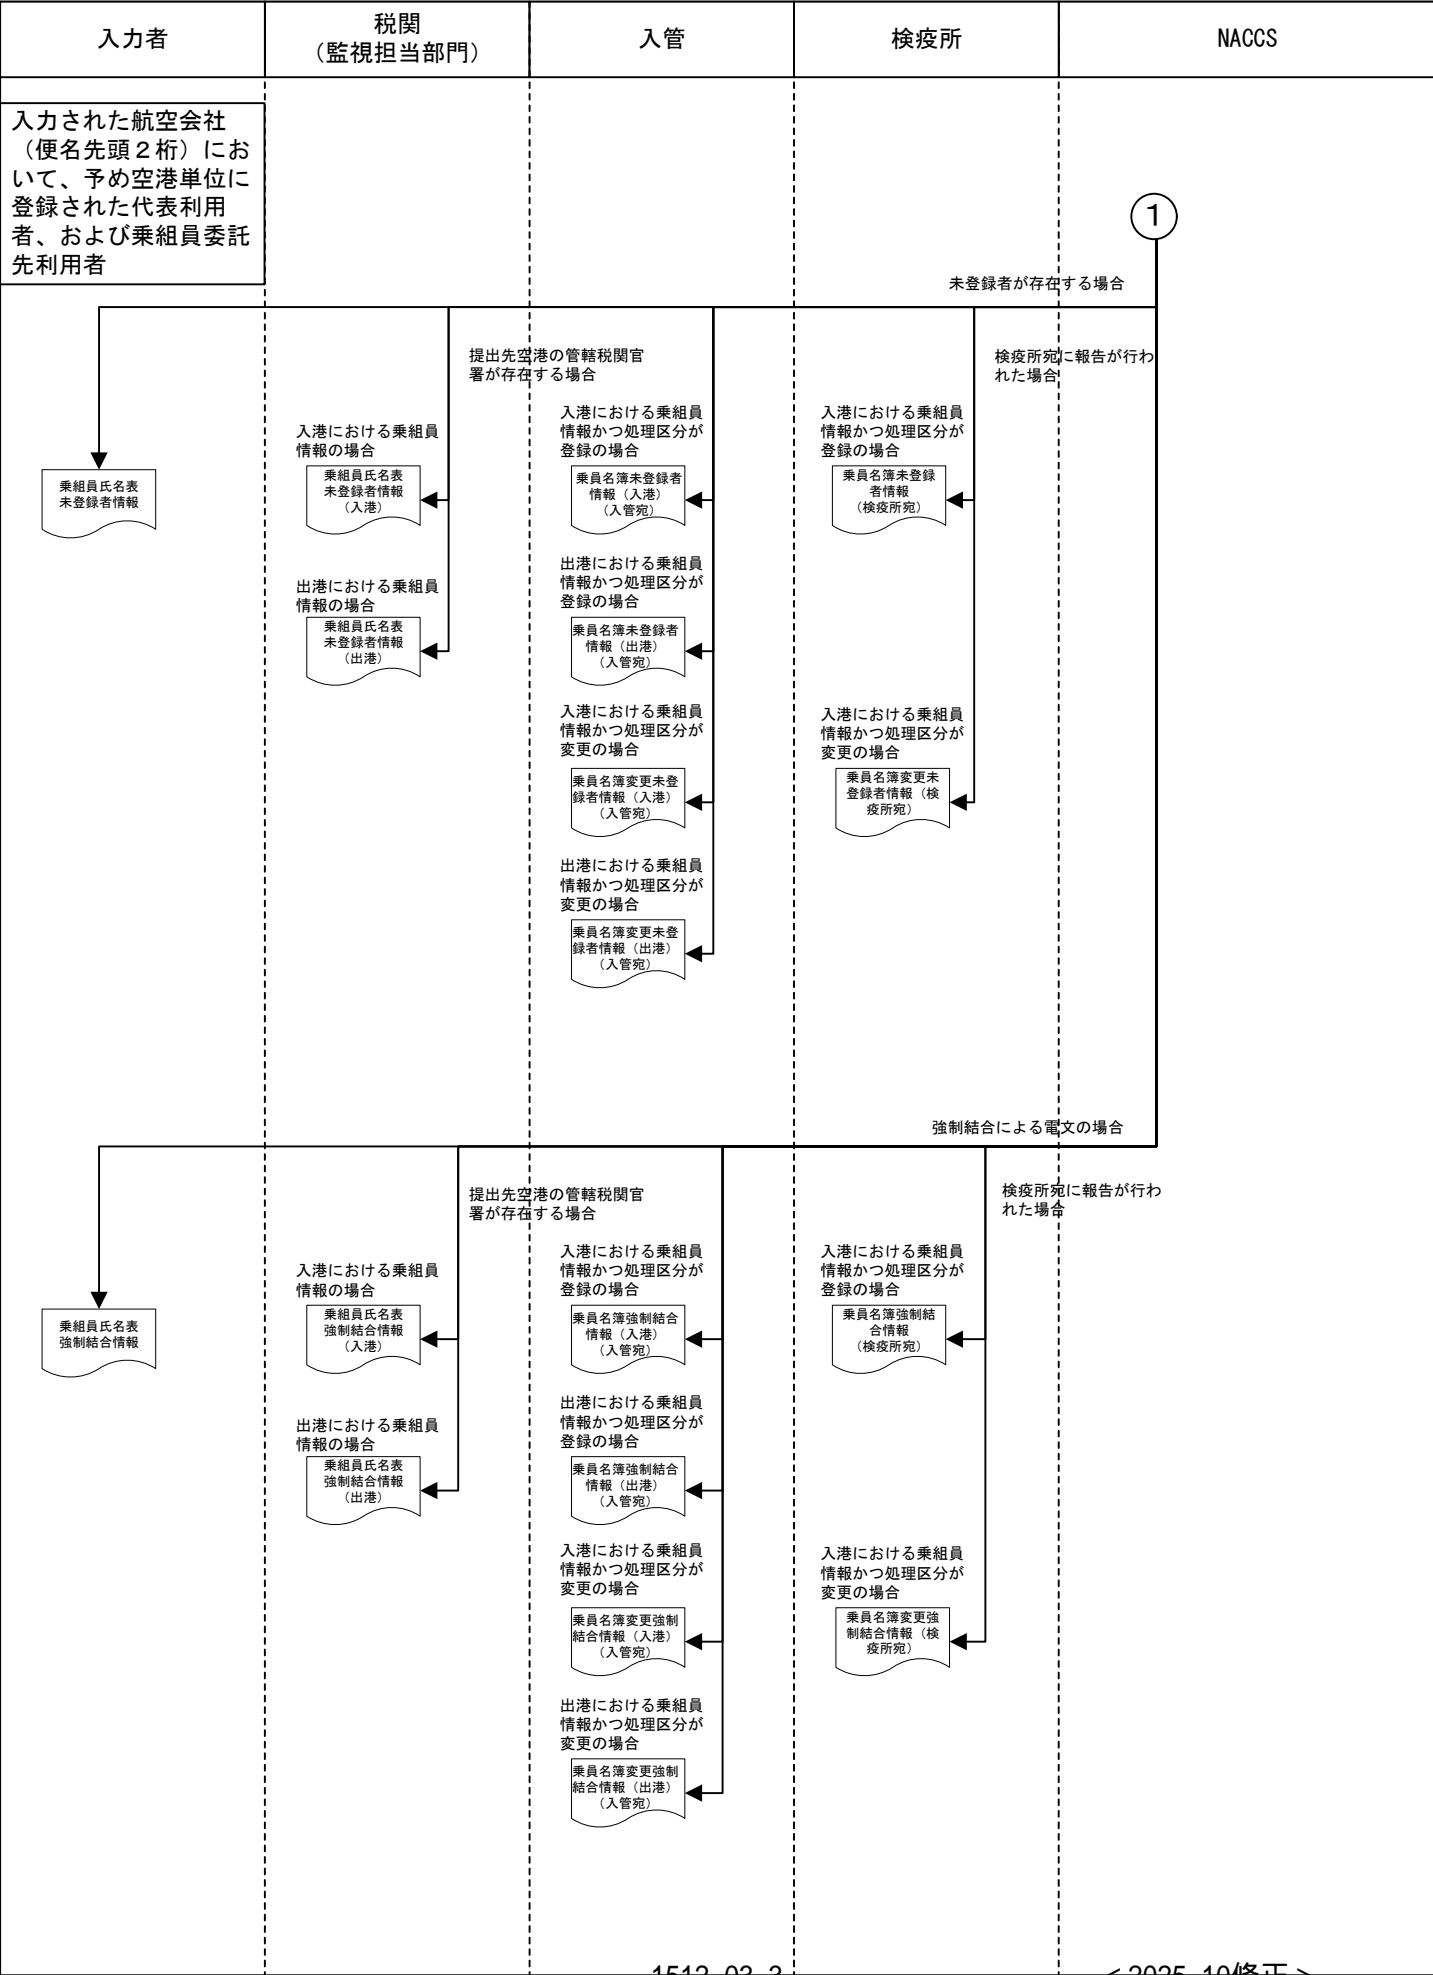 入力者
税関
（監視担当部門）
入管
検疫所
NACCS
入力された航空会社
（便名先頭２桁）にお
いて、予め空港単位に
登録された代表利用
者、および乗組員委託
先利用者
1
未登録者が存在する場合
提出先空港の管轄税関官
署が存在する場合
検疫所宛に報告が行わ
れた場合
乗組員氏名表
未登録者情報
入港における乗組員
情報の場合
乗組員氏名表
未登録者情報
（入港）
出港における乗組員
情報の場合
乗組員氏名表
未登録者情報
（出港）
入港における乗組員
情報かつ処理区分が
登録の場合
乗員名簿未登録者
情報（入港）
（入管宛）
出港における乗組員
情報かつ処理区分が
登録の場合
乗員名簿未登録者
情報（出港）
（入管宛）
入港における乗組員
情報かつ処理区分が
変更の場合
乗員名簿変更未登
録者情報（入港）
（入管宛）
出港における乗組員
情報かつ処理区分が
変更の場合
乗員名簿変更未登
録者情報（出港）
（入管宛）
入港における乗組員
情報かつ処理区分が
登録の場合
乗員名簿未登録
者情報
（検疫所宛）
入港における乗組員
情報かつ処理区分が
変更の場合
乗員名簿変更未
登録者情報（検
疫所宛）
強制結合による電文の場合
提出先空港の管轄税関官
署が存在する場合
検疫所宛に報告が行わ
れた場合
乗組員氏名表
強制結合情報
入港における乗組員
情報の場合
乗組員氏名表
強制結合情報
（入港）
出港における乗組員
情報の場合
乗組員氏名表
強制結合情報
（出港）
入港における乗組員
情報かつ処理区分が
登録の場合
乗員名簿強制結合
情報（入港）
（入管宛）
出港における乗組員
情報かつ処理区分が
登録の場合
乗員名簿強制結合
情報（出港）
（入管宛）
入港における乗組員
情報かつ処理区分が
変更の場合
乗員名簿変更強制
結合情報（入港）
（入管宛）
出港における乗組員
情報かつ処理区分が
変更の場合
乗員名簿変更強制
結合情報（出港）
（入管宛）
入港における乗組員
情報かつ処理区分が
登録の場合
乗員名簿強制結
合情報
（検疫所宛）
入港における乗組員
情報かつ処理区分が
変更の場合
乗員名簿変更強
制結合情報（検
疫所宛）
1512-03-3
＜2025.10修正＞